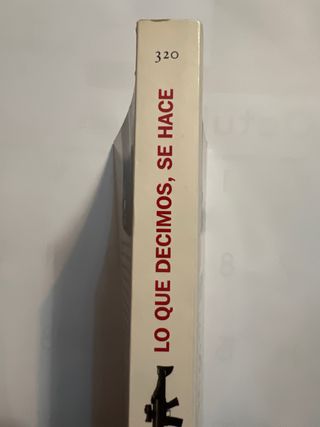 320
LO QUE DECIMOS, SE HACE